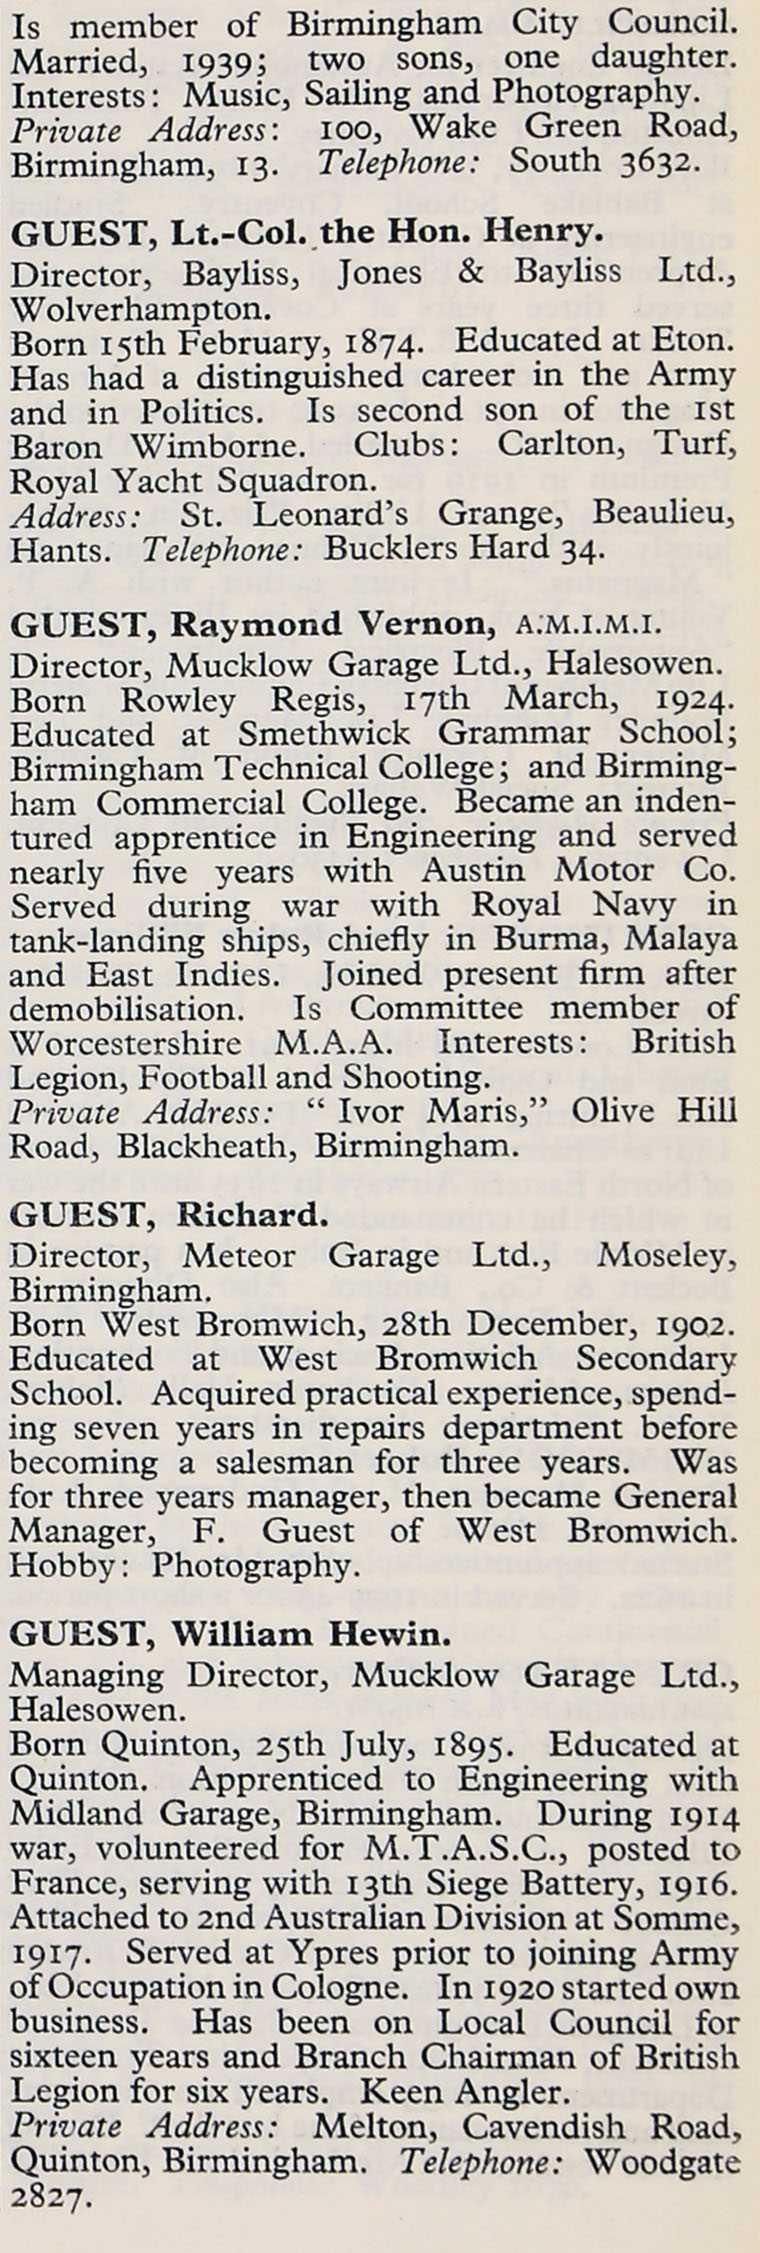 Is member of Birmingham City Council.
Married, 1939; two sons, one daughter.
Interests: Music, Sailing and Photography.
Private Address: 100, Wake Green Road,
Birmingham, 13. Telephone: South 3632.
GUEST, Lt.-Col. the Hon. Henry.
Director, Bayliss, Jones & Bayliss Ltd.,
Wolverhampton.
Born 15th February, 1874. Educated at Eton.
Has had a distinguished career in the Army
and in Politics. Is second son of the 1st
Baron Wimborne. Clubs: Carlton, Turf,
Royal Yacht Squadron.
Address: St. Leonard's Grange, Beaulieu,
Hants. Telephone: Bucklers Hard 34.
GUEST, Raymond Vernon, A.M.I.M.I.
Director, Mucklow Garage Ltd., Halesowen.
Born Rowley Regis, 17th March, 1924.
Educated at Smethwick Grammar School;
Birmingham Technical College; and Birming-
ham Commercial College. Became an inden-
tured apprentice in Engineering and served
nearly five years with Austin Motor Co.
Served during war with Royal Navy in
tank-landing ships, chiefly in Burma, Malaya
and East Indies. Joined present firm after
demobilisation. Is Committee member of
Worcestershire M.A.A. Interests: British
Legion, Football and Shooting.
Private Address: "Ivor Maris," Olive Hill
Road, Blackheath, Birmingham.
GUEST, Richard.
Director, Meteor Garage Ltd., Moseley,
Birmingham.
Born West Bromwich, 28th December, 1902.
Educated at West Bromwich Secondary
School. Acquired practical experience, spend-
ing seven years in repairs department before
becoming a salesman for three years. Was
for three years manager, then became General
Manager, F. Guest of West Bromwich.
Hobby: Photography.
GUEST, William Hewin.
Managing Director, Mucklow Garage Ltd.,
Halesowen.
Born Quinton, 25th July, 1895. Educated at
Quinton. Apprenticed to Engineering with
Midland Garage, Birmingham. During 1914
war, volunteered for M.T.A.S.C., posted to
France, serving with 13th Siege Battery, 1916.
Attached to 2nd Australian Division at Somme,
1917. Served at Ypres prior to joining Army
of Occupation in Cologne. In 1920 started own
business. Has been on Local Council for
sixteen years and Branch Chairman of British
Legion for six years. Keen Angler.
Private Address: Melton, Cavendish Road,
Quinton, Birmingham. Telephone: Woodgate
2827.